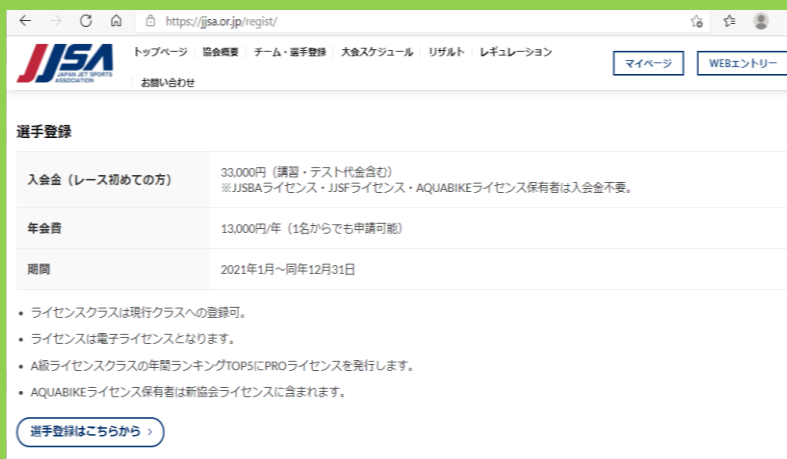 https://jjsa.or.jp/regist/
JJSA
JAPAN JET SPORTS
ASSOCIATION
トップページ 協会概要 チーム・選手登録 大会スケジュール リザルト レギュレーション
お問い合わせ
マイページ
WEBエントリー
選手登録
入会金（レース初めての方）
33,000円（講習・テスト代金含む）
※JJSBAライセンス・JJSFライセンス・AQUABIKEライセンス保有者は入会金不要。
年会費
13,000円/年（1名からでも申請可能）
期間
2021年1月～同年12月31日
• ライセンスクラスは現行クラスへの登録可。
• ライセンスは電子ライセンスとなります。
• A級ライセンスクラスの年間ランキングTOP5にPROライセンスを発行します。
• AQUABIKEライセンス保有者は新協会ライセンスに含まれます。
選手登録はこちらから